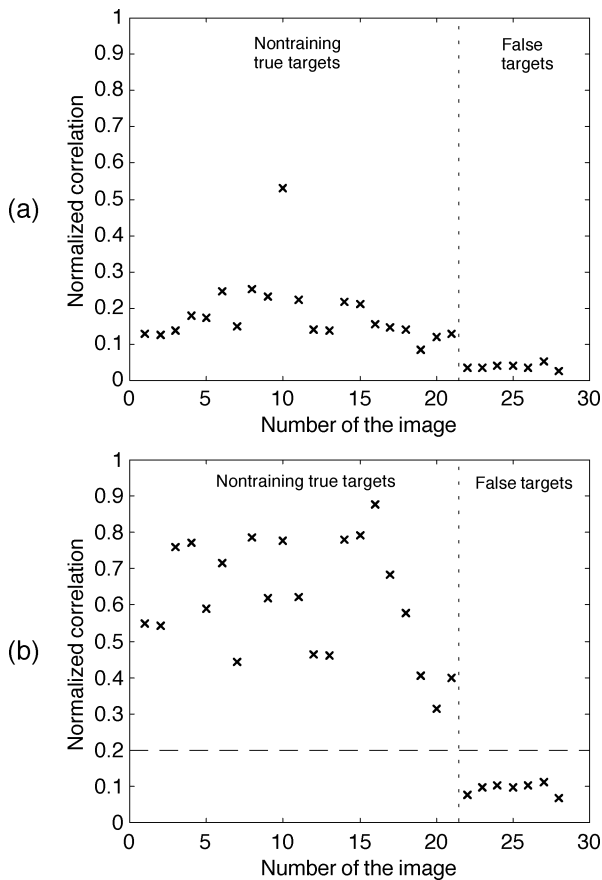 1
0.9
0.8
0.7
0.6
0.5
0.4
0.3
0.2
0.1
0
Normalized correlation
Nontraining
true targets
False
targets
(a)
0 5 10 15 20 25 30
Number of the image
1
0.9
0.8
0.7
0.6
0.5
0.4
0.3
0.2
0.1
0
Normalized correlation
Nontraining true targets
False targets
(b)
0 5 10 15 20 25 30
Number of the image